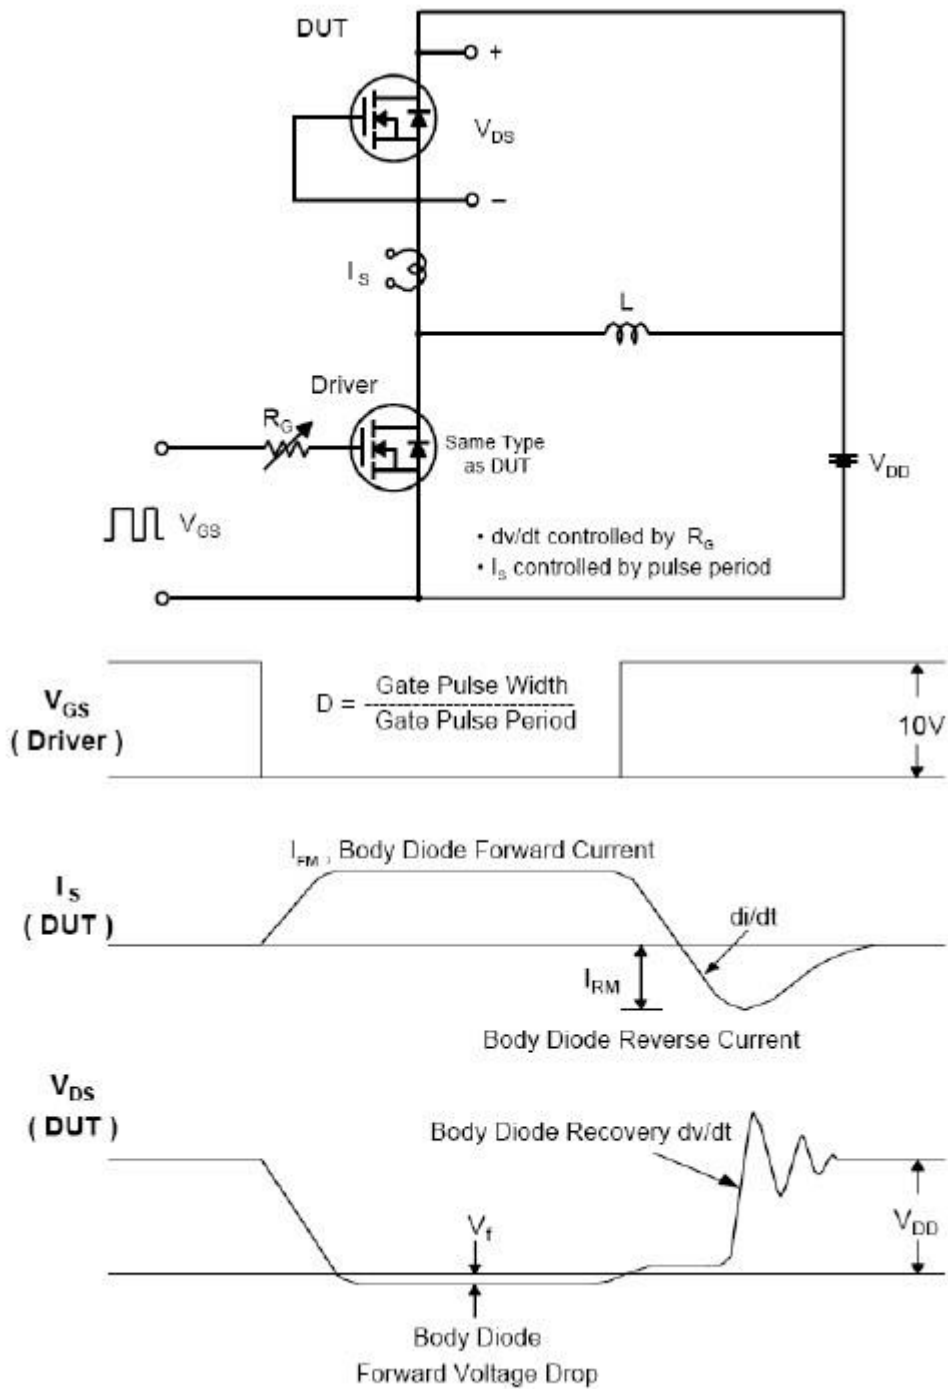 DUT
+
V_DS
−
I_S
L
Driver
R_G
Same Type
as DUT
V_DD
V_GS
• dv/dt controlled by R_G
• I_S controlled by pulse period
V_GS
( Driver )
D = Gate Pulse Width
Gate Pulse Period
10V
I_FM , Body Diode Forward Current
I_S
( DUT )
di/dt
I_RM
Body Diode Reverse Current
V_DS
( DUT )
Body Diode Recovery dv/dt
V_f
V_DD
Body Diode
Forward Voltage Drop